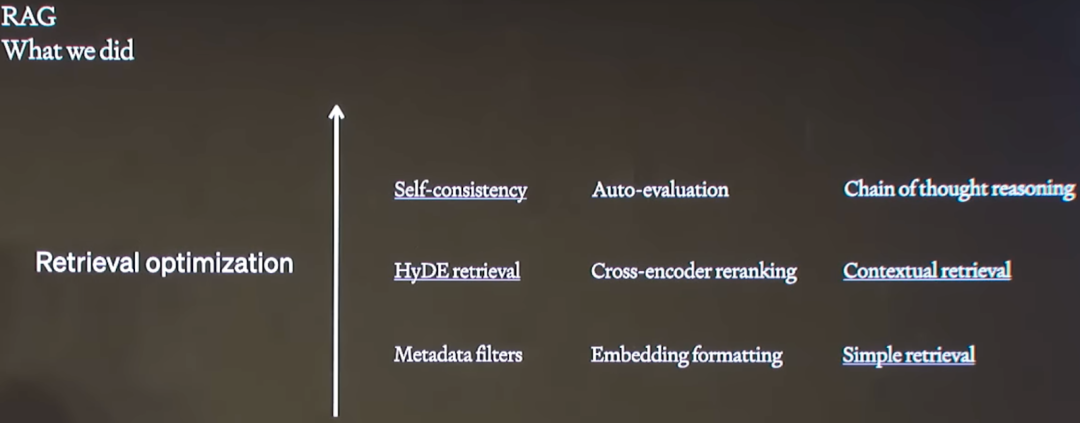 RAG
What we did
Self-consistency Auto-evaluation Chain of thought reasoning
Retrieval optimization
HyDE retrieval Cross-encoder reranking Contextual retrieval
Metadata filters Embedding formatting Simple retrieval